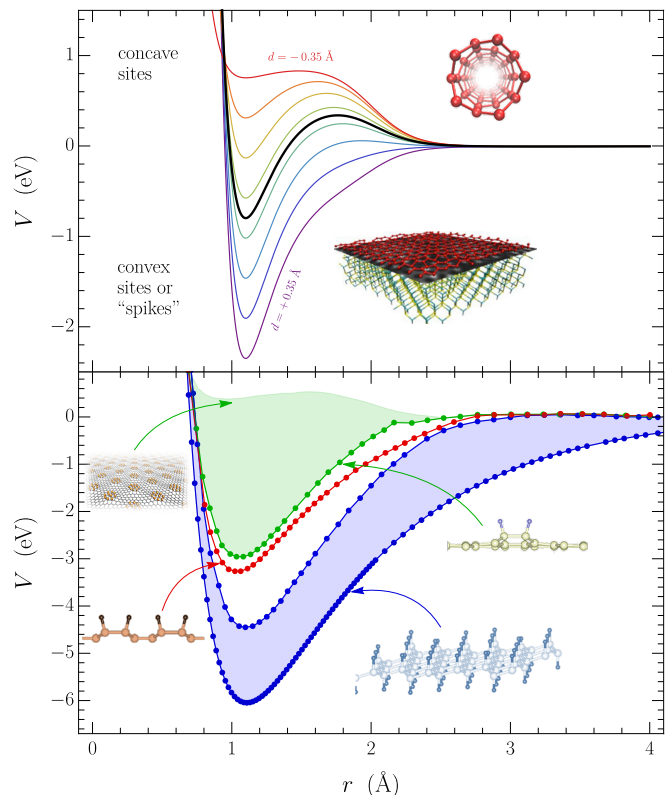 concave
sites
d = −0.35 Å
1
0
−1
−2
V (eV)
convex
sites or
“spikes”
d = +0.35 Å
0
−1
−2
−3
−4
−5
−6
V (eV)
0
1
2
3
4
r (Å)